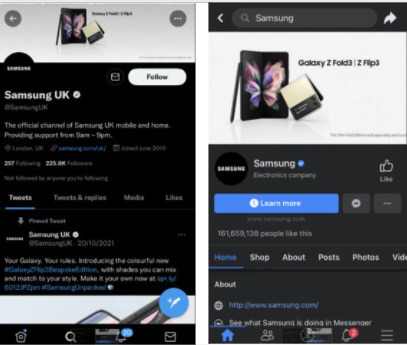 Galaxy Z Fold3 | Z Flip3
SAMSUNG
Follow
Samsung UK
@SamsungUK
The official channel of Samsung UK mobile and home.
Providing support from 9am – 9pm.
London, UK samsung.com/uk/ Joined June 2010
257 Following 225.8K Followers
Not followed by anyone you're following
Tweets Tweets & replies Media Likes
Pinned Tweet
Samsung UK
@SamsungUK · 20/10/2021
Your Galaxy. Your rules. Introducing the colourful new
#GalaxyZFlip3BespokeEdition, with shades you can mix
and match to your style. Make it your own now at spr.ly/
6012JPZpm #SamsungUnpacked
20
Samsung
Galaxy Z Fold3 | Z Flip3
SAMSUNG
Samsung
Electronics company
Like
Learn more
www.samsung.com
161,659,138 people like this
Home Shop About Posts Photos Vide
About
http://www.samsung.com/
See what Samsung is doing in Messenger
2